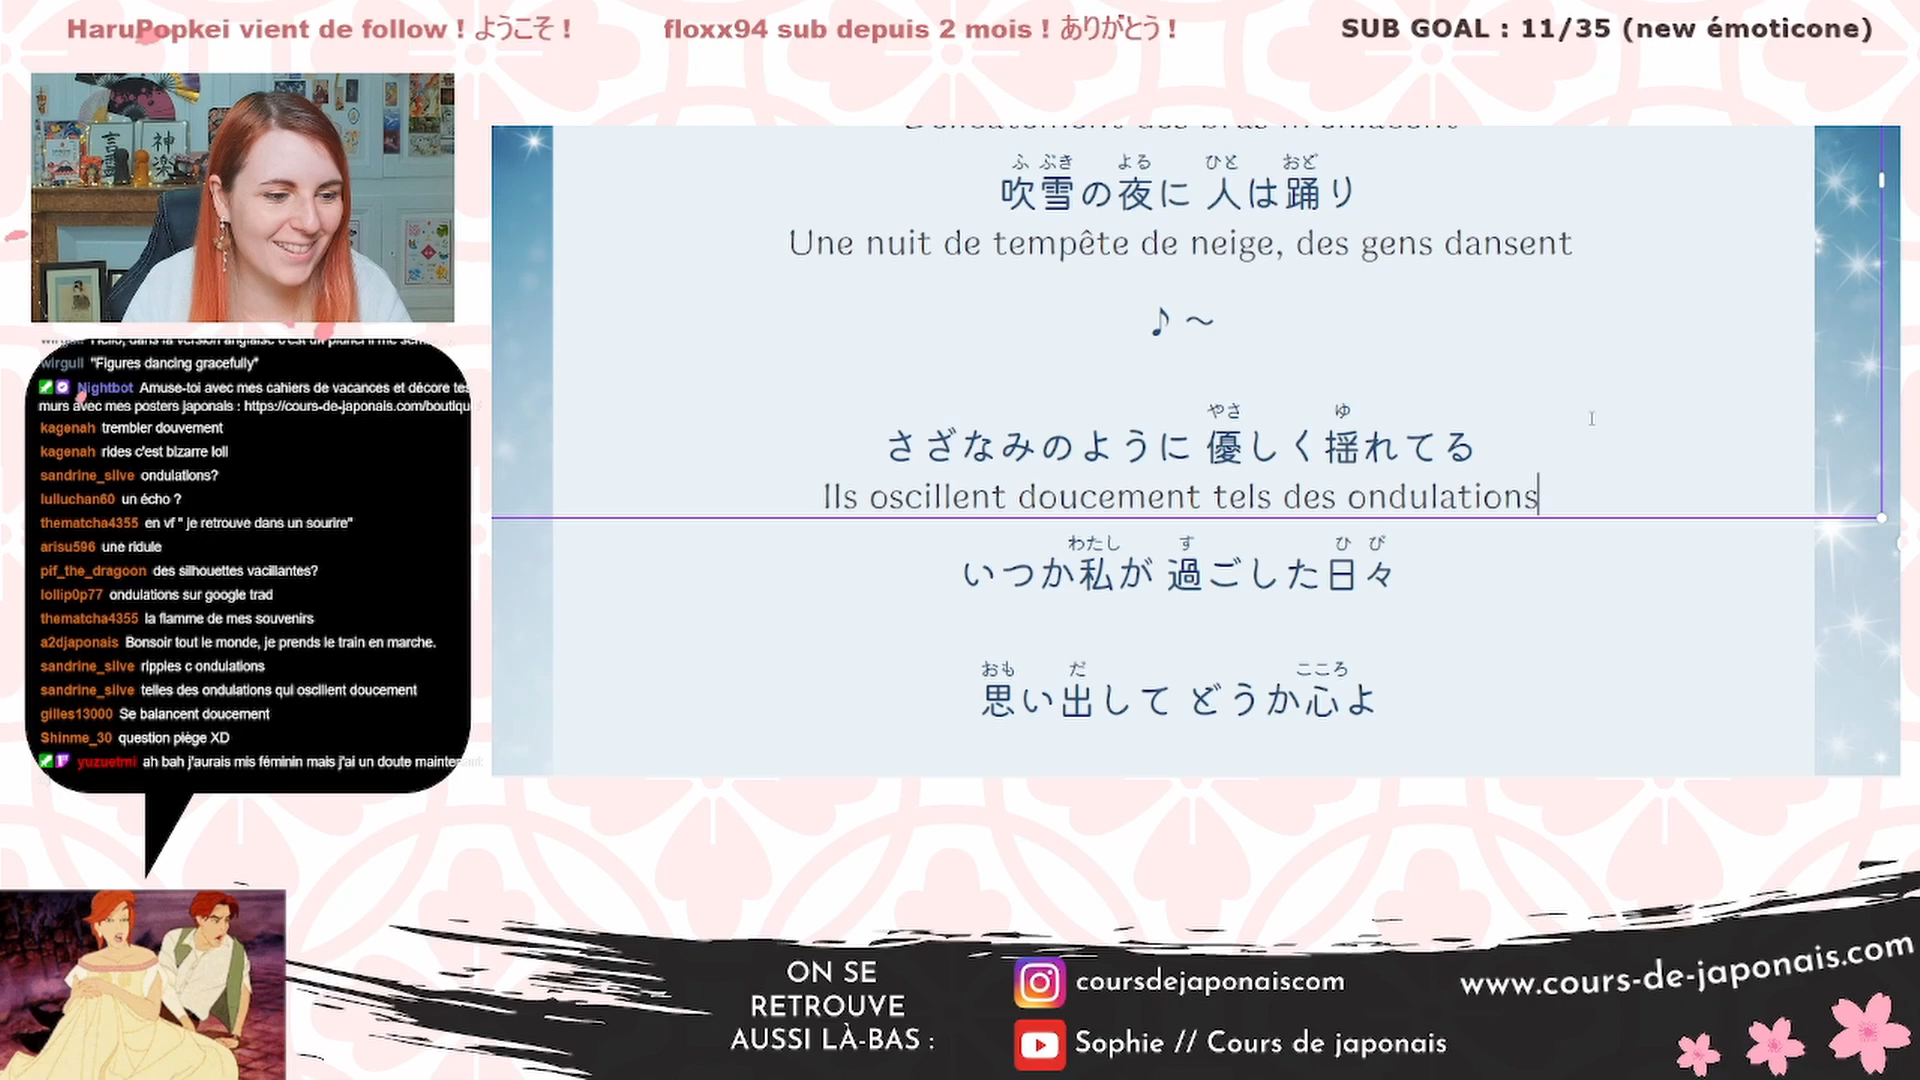 HaruPopkei vient de follow ! ようこそ !
floxx94 sub depuis 2 mois ! ありがとう !
SUB GOAL : 11/35 (new émoticone)
言霊
神楽
ふぶき よる ひと おど
吹雪の夜に 人は踊り
Une nuit de tempête de neige, des gens dansent
♪ ～
やさ ゆ
さざなみのように 優しく揺れてる
Ils oscillent doucement tels des ondulations
わたし す ひ び
いつか私が 過ごした日々
おも だ こころ
思い出して どうか心よ
wirgull "Figures dancing gracefully"
Nightbot Amuse-toi avec mes cahiers de vacances et décore tes
murs avec mes posters japonais : https://cours-de-japonais.com/boutique
kagenah trembler douvement
kagenah rides c'est bizarre loll
sandrine_silve ondulations?
lulluchan60 un écho ?
thematcha4355 en vf " je retrouve dans un sourire"
arisu596 une ridule
pif_the_dragoon des silhouettes vacillantes?
lollip0p77 ondulations sur google trad
thematcha4355 la flamme de mes souvenirs
a2djaponais Bonsoir tout le monde, je prends le train en marche.
sandrine_silve ripples c ondulations
sandrine_silve telles des ondulations qui oscillent doucement
gilles13000 Se balancent doucement
Shinme_30 question piège XD
yuzuetmi ah bah j'aurais mis féminin mais j'ai un doute maintenant
ON SE
RETROUVE
AUSSI LÀ-BAS :
coursdejaponaiscom
Sophie // Cours de japonais
www.cours-de-japonais.com